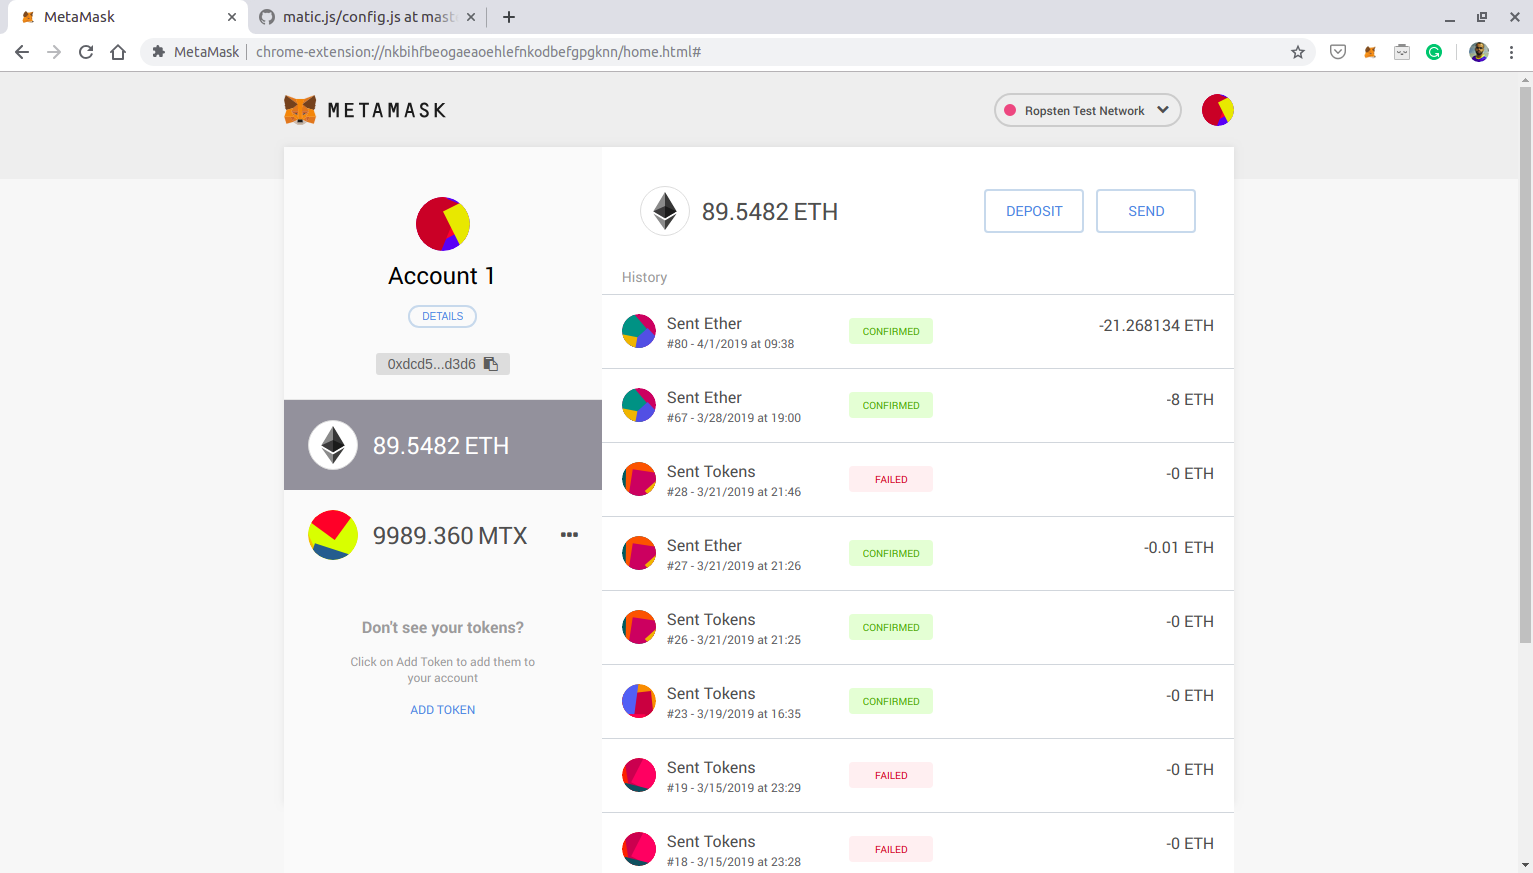 MetaMask
matic.js/config.js at mast
MetaMask
chrome-extension://nkbihfbeogaeaoehlefnkodbefgpgknn/home.html#
METAMASK
Ropsten Test Network
Account 1
DETAILS
0xdcd5...d3d6
89.5482 ETH
9989.360 MTX
Don't see your tokens?
Click on Add Token to add them to
your account
ADD TOKEN
89.5482 ETH
DEPOSIT
SEND
History
Sent Ether
#80 - 4/1/2019 at 09:38
CONFIRMED
-21.268134 ETH
Sent Ether
#67 - 3/28/2019 at 19:00
CONFIRMED
-8 ETH
Sent Tokens
#28 - 3/21/2019 at 21:46
FAILED
-0 ETH
Sent Ether
#27 - 3/21/2019 at 21:26
CONFIRMED
-0.01 ETH
Sent Tokens
#26 - 3/21/2019 at 21:25
CONFIRMED
-0 ETH
Sent Tokens
#23 - 3/19/2019 at 16:35
CONFIRMED
-0 ETH
Sent Tokens
#19 - 3/15/2019 at 23:29
FAILED
-0 ETH
Sent Tokens
#18 - 3/15/2019 at 23:28
FAILED
-0 ETH